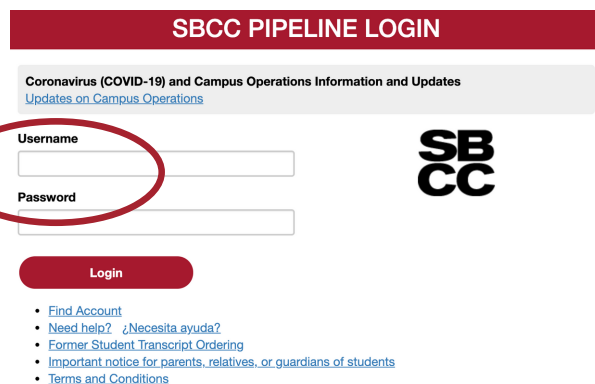 SBCC PIPELINE LOGIN
Coronavirus (COVID-19) and Campus Operations Information and Updates
Updates on Campus Operations
Username
SB
CC
Password
Login
Find Account
Need help? ¿Necesita ayuda?
Former Student Transcript Ordering
Important notice for parents, relatives, or guardians of students
Terms and Conditions